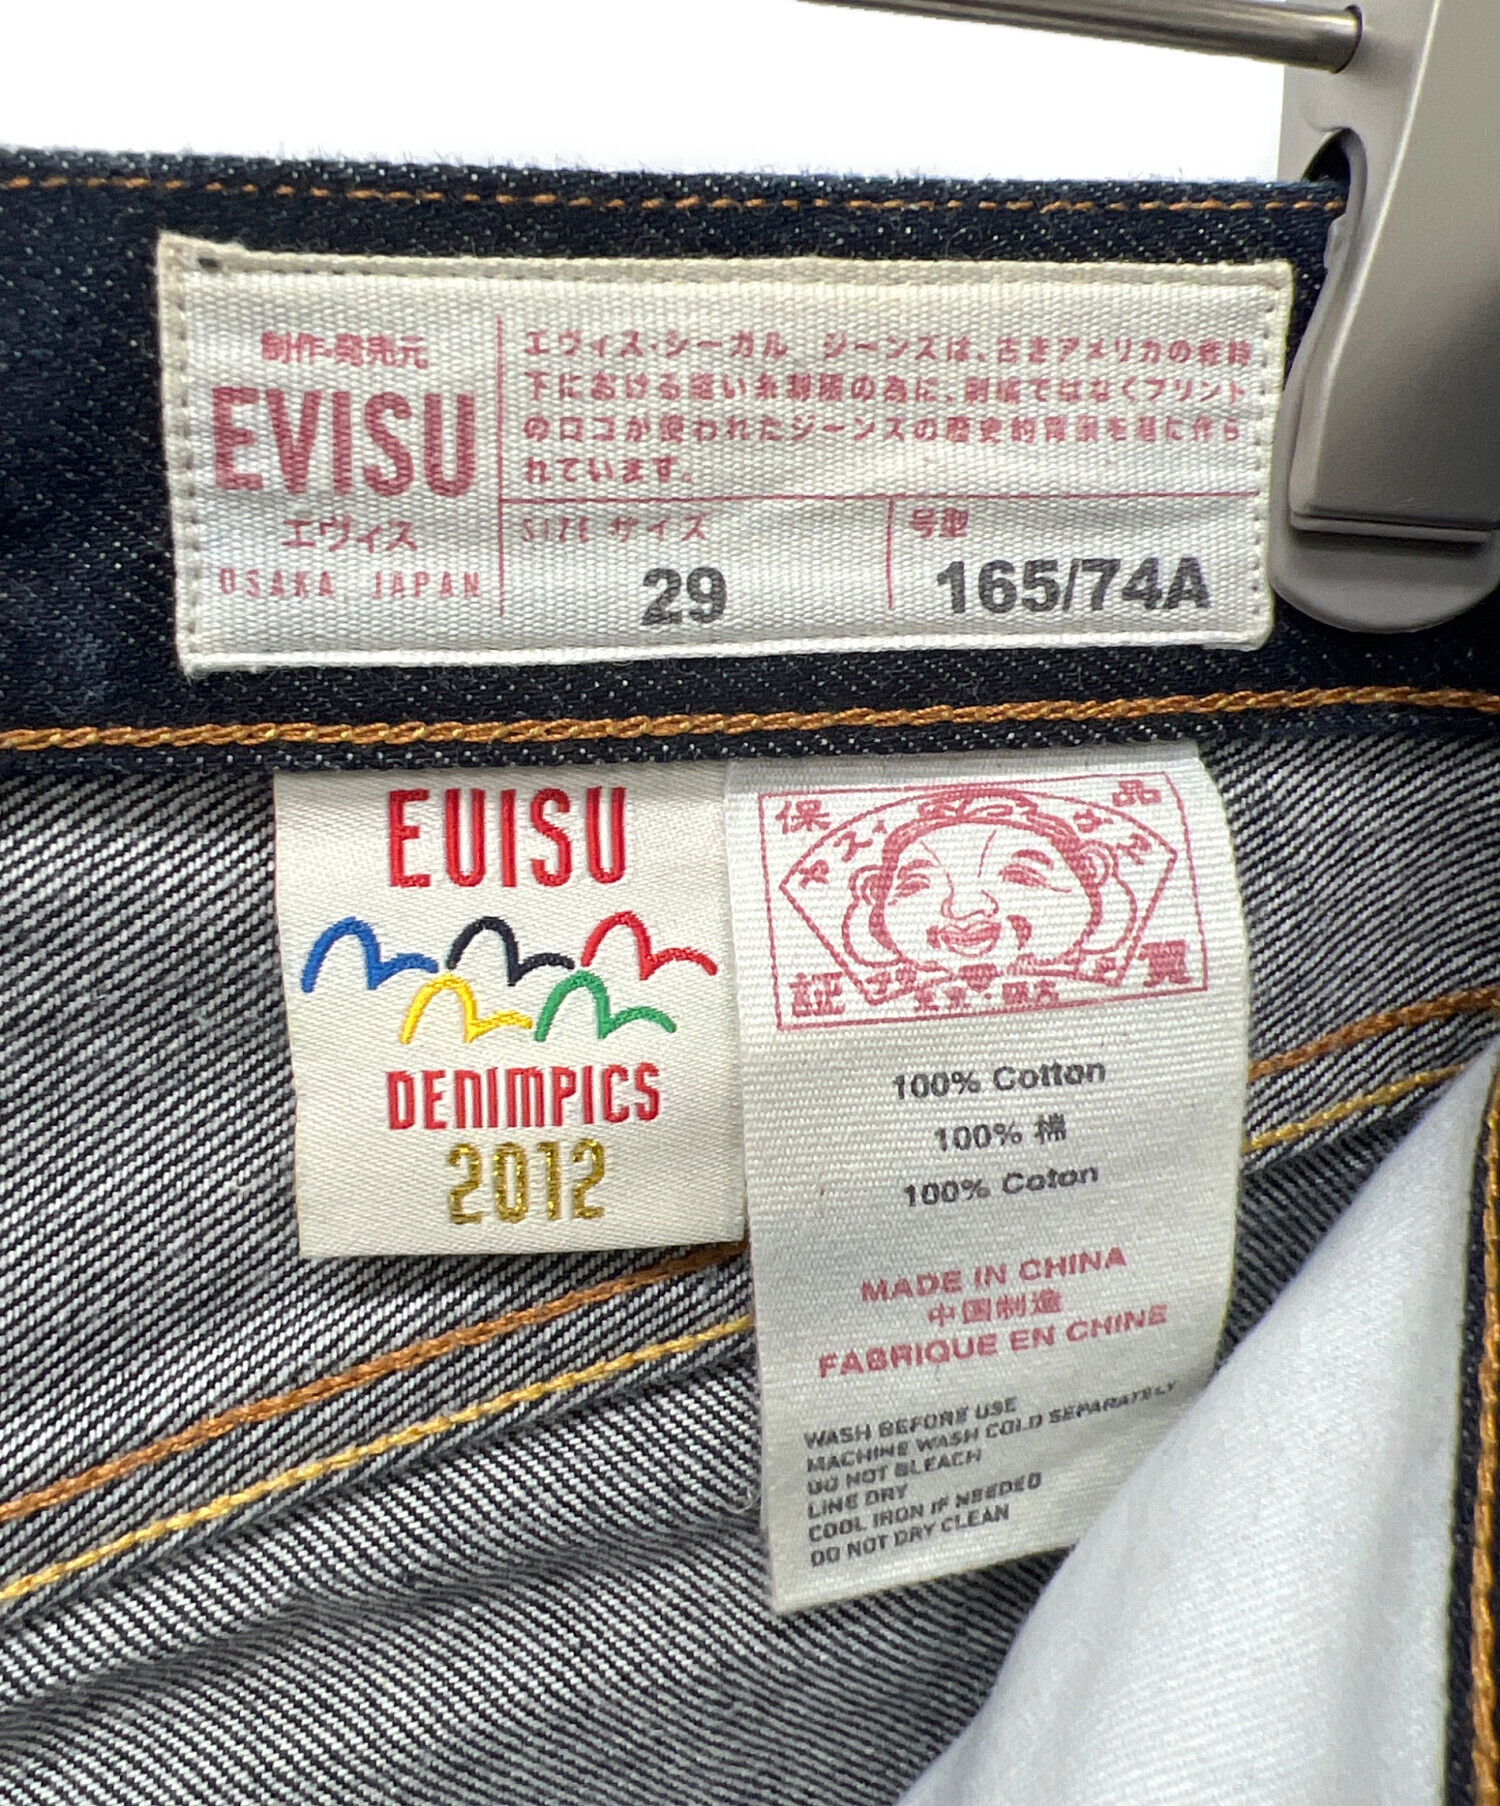 制作・発売元
EVISU
エヴィス
OSAKA JAPAN
エヴィス・シーガル ジーンズは、古きアメリカの
下における い糸 の為に、刺繍ではなくプリント
のロゴが使われたジーンズの歴史的背景を基に作ら
れています。
SIZE サイズ
29
号型
165/74A
EVISU
DENIMPICS
2012
保 品
証 質
100% Cotton
100% 棉
100% Coton
MADE IN CHINA
中国制造
FABRIQUE EN CHINE
WASH BEFORE USE
MACHINE WASH COLD SEPARATELY
DO NOT BLEACH
LINE DRY
COOL IRON IF NEEDED
DO NOT DRY CLEAN